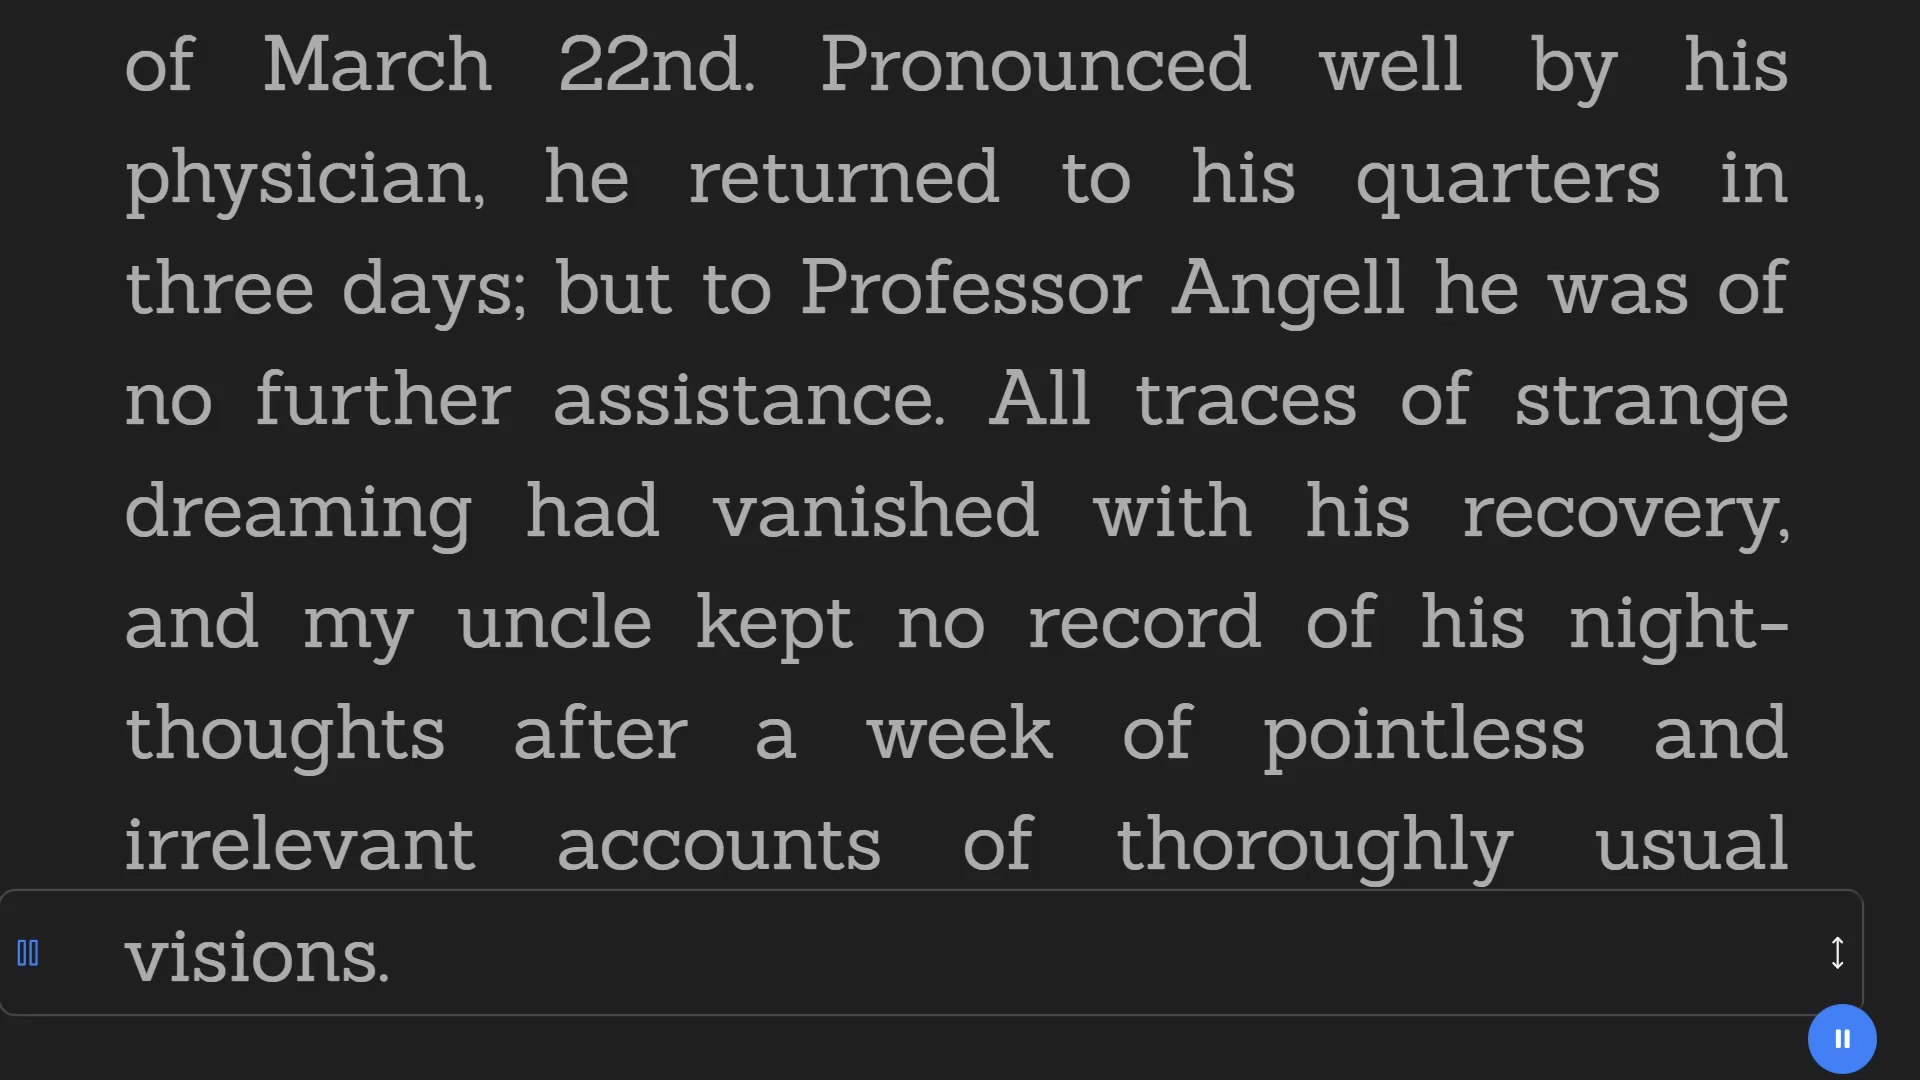 of March 22nd. Pronounced well by his
physician, he returned to his quarters in
three days; but to Professor Angell he was of
no further assistance. All traces of strange
dreaming had vanished with his recovery,
and my uncle kept no record of his night-
thoughts after a week of pointless and
irrelevant accounts of thoroughly usual
visions.